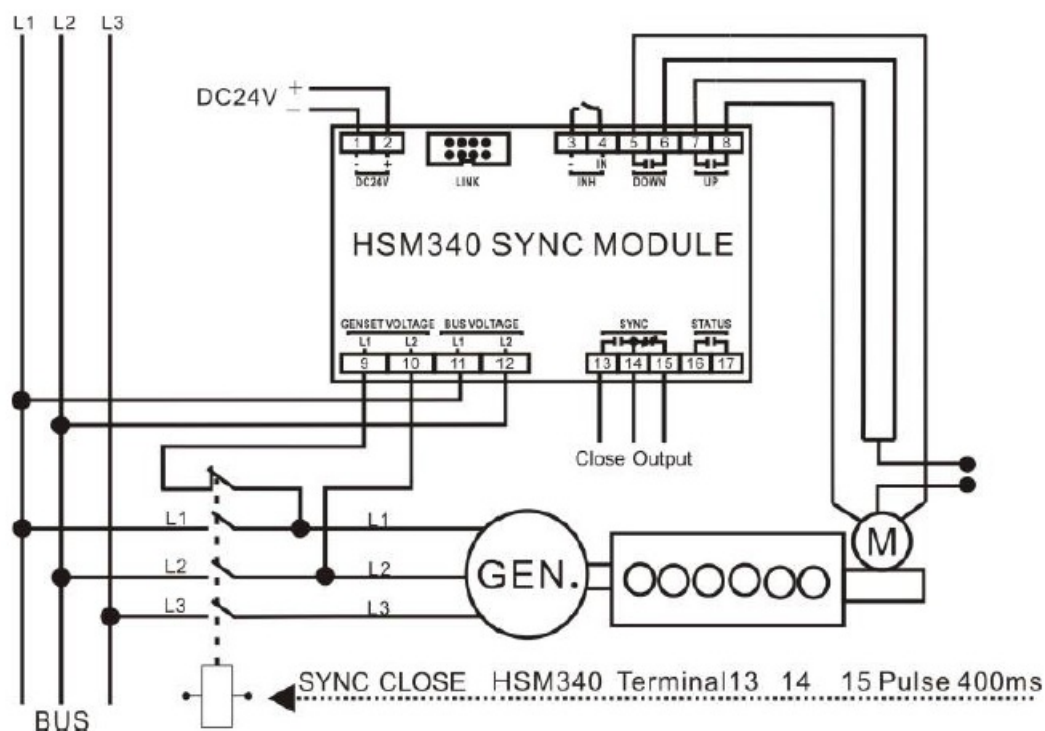 L1 L2 L3
DC24V + −
1 2 3 4 5 6 7 8
- + - IN
DC24V LINK INH DOWN UP
HSM340 SYNC MODULE
GENSET VOLTAGE BUS VOLTAGE SYNC STATUS
L1 L2 L1 L2
9 10 11 12 13 14 15 16 17
Close Output
L1 L1
L2 GEN. L2 M
L3 L3
SYNC CLOSE HSM340 Terminal13 14 15 Pulse 400ms
BUS